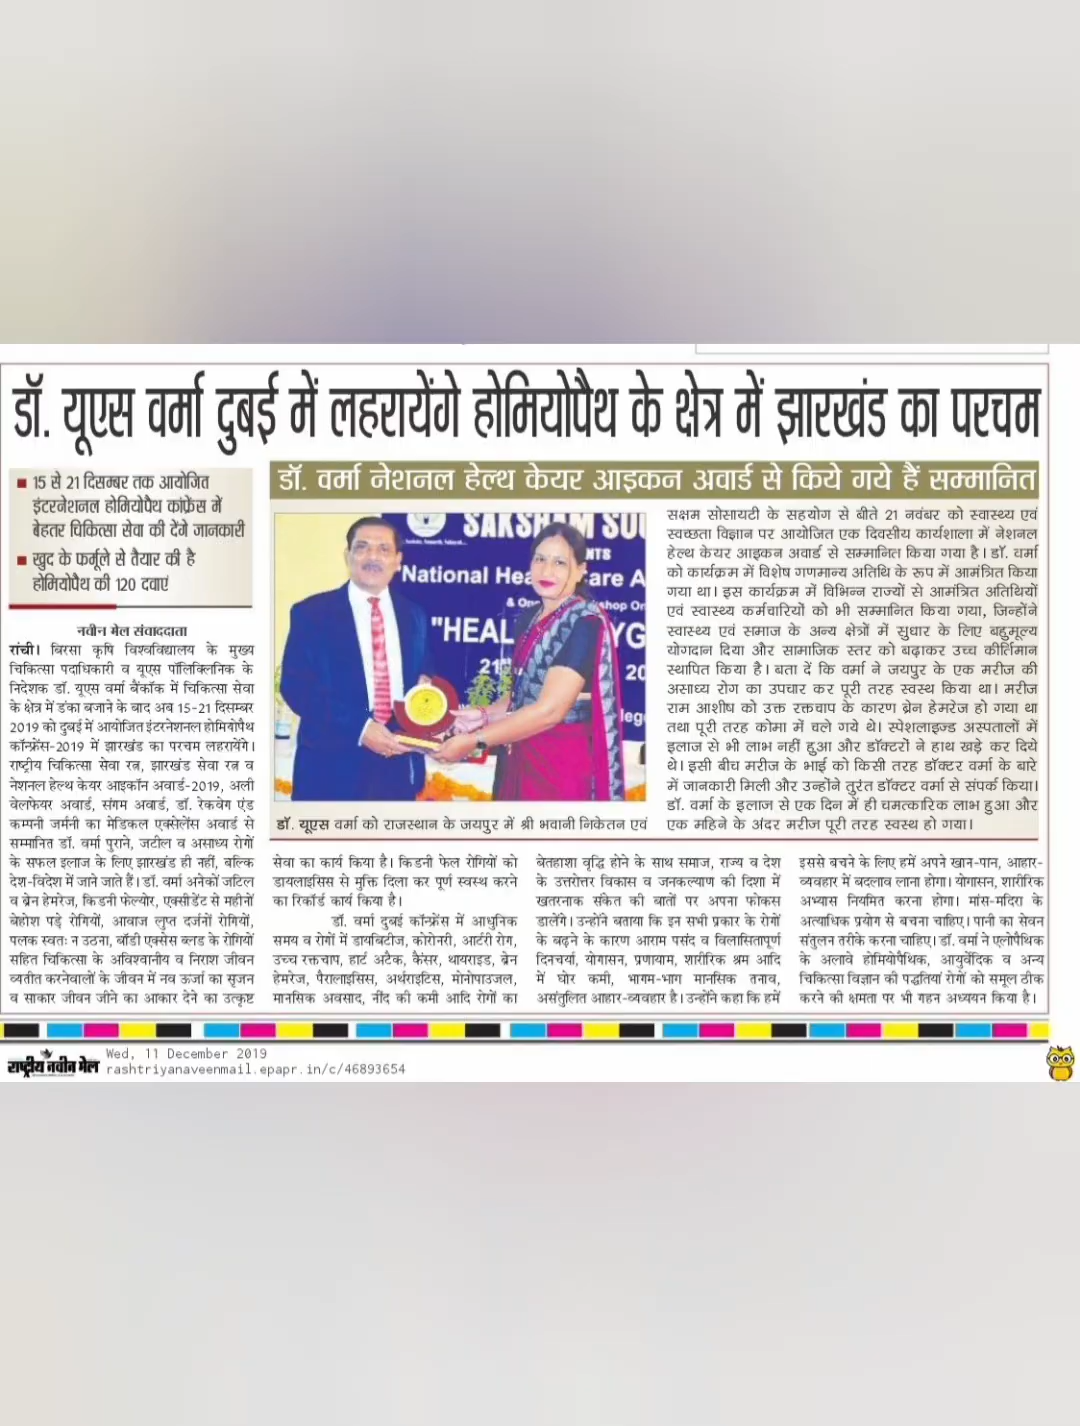 डॉ. यूएस वर्मा दुबई में लहरायेंगे होमियोपैथ के क्षेत्र में झारखंड का परचम
■ 15 से 21 दिसम्बर तक आयोजित
इंटरनेशनल होमियोपैथ कांफ्रेंस में
बेहतर चिकित्सा सेवा की देंगे जानकारी
■ खुद के फर्मूले से तैयार की है
होमियोपैथ की 120 दवाएं
नवीन मेल संवाददाता
रांची। बिरसा कृषि विश्वविद्यालय के मुख्य
चिकित्सा पदाधिकारी व यूएस पॉलिक्लिनिक के
निदेशक डॉ. यूएस वर्मा बैंकॉक में चिकित्सा सेवा
के क्षेत्र में डंका बजाने के बाद अब 15-21 दिसम्बर
2019 को दुबई में आयोजित इंटरनेशनल होमियोपैथ
कॉन्फ्रेंस-2019 में झारखंड का परचम लहरायेंगे।
राष्ट्रीय चिकित्सा सेवा रत्न, झारखंड सेवा रत्न व
नेशनल हेल्थ केयर आइकॉन अवार्ड-2019, अली
वेलफेयर अवार्ड, संगम अवार्ड, डॉ. रेकवेग एंड
कम्पनी जर्मनी का मेडिकल एक्सेलेंस अवार्ड से
सम्मानित डॉ. वर्मा पुराने, जटील व असाध्य रोगों
के सफल इलाज के लिए झारखंड ही नहीं, बल्कि
देश-विदेश में जाने जाते हैं। डॉ. वर्मा अनेकों जटिल
व ब्रेन हेमरेज, किडनी फेल्योर, एक्सीडेंट से महीनों
बेहोश पड़े रोगियों, आवाज लुप्त दर्जनों रोगियों,
पलक स्वतः न उठना, बॉडी एक्सेस ब्लड के रोगियों
सहित चिकित्सा के अविश्वानीय व निराश जीवन
व्यतीत करनेवालों के जीवन में नव ऊर्जा का सृजन
व साकार जीवन जीने का आकार देने का उत्कृष्ट
डॉ. वर्मा नेशनल हेल्थ केयर आइकन अवार्ड से किये गये हैं सम्मानित
SAKSHAM SO
NTS
"National Hea are A
& On shop On
"HEAL YG
21
20
lege
डॉ. यूएस वर्मा को राजस्थान के जयपुर में श्री भवानी निकेतन एवं
सक्षम सोसायटी के सहयोग से बीते 21 नवंबर को स्वास्थ्य एवं
स्वच्छता विज्ञान पर आयोजित एक दिवसीय कार्यशाला में नेशनल
हेल्थ केयर आइकन अवार्ड से सम्मानित किया गया है। डॉ. वर्मा
को कार्यक्रम में विशेष गणमान्य अतिथि के रूप में आमंत्रित किया
गया था। इस कार्यक्रम में विभिन्न राज्यों से आमंत्रित अतिथियों
एवं स्वास्थ्य कर्मचारियों को भी सम्मानित किया गया, जिन्होंने
स्वास्थ्य एवं समाज के अन्य क्षेत्रों में सुधार के लिए बहुमूल्य
योगदान दिया और सामाजिक स्तर को बढ़ाकर उच्च कीर्तिमान
स्थापित किया है। बता दें कि वर्मा ने जयपुर के एक मरीज की
असाध्य रोग का उपचार कर पूरी तरह स्वस्थ किया था। मरीज
राम आशीष को उक्त रक्तचाप के कारण ब्रेन हेमरेज हो गया था
तथा पूरी तरह कोमा में चले गये थे। स्पेशलाइज्ड अस्पतालों में
इलाज से भी लाभ नहीं हुआ और डॉक्टरों ने हाथ खड़े कर दिये
थे। इसी बीच मरीज के भाई को किसी तरह डॉक्टर वर्मा के बारे
में जानकारी मिली और उन्होंने तुरंत डॉक्टर वर्मा से संपर्क किया।
डॉ. वर्मा के इलाज से एक दिन में ही चमत्कारिक लाभ हुआ और
एक महिने के अंदर मरीज पूरी तरह स्वस्थ हो गया।
सेवा का कार्य किया है। किडनी फेल रोगियों को
डायलाइसिस से मुक्ति दिला कर पूर्ण स्वस्थ करने
का रिकॉर्ड कार्य किया है।
डॉ. वर्मा दुबई कॉन्फ्रेंस में आधुनिक
समय व रोगों में डायबिटीज, कोरोनरी, आर्टरी रोग,
उच्च रक्तचाप, हार्ट अटैक, कैंसर, थायराइड, ब्रेन
हेमरेज, पैरालाइसिस, अर्थराइटिस, मोनोपाउजल,
मानसिक अवसाद, नींद की कमी आदि रोगों का
बेतहाशा वृद्धि होने के साथ समाज, राज्य व देश
के उत्तरोत्तर विकास व जनकल्याण की दिशा में
खतरनाक संकेत की बातों पर अपना फोकस
डालेंगे। उन्होंने बताया कि इन सभी प्रकार के रोगों
के बढ़ने के कारण आराम पसंद व विलासितापूर्ण
दिनचर्या, योगासन, प्रणायाम, शारीरिक श्रम आदि
में घोर कमी, भागम-भाग मानसिक तनाव,
असंतुलित आहार-व्यवहार है। उन्होंने कहा कि हमें
इससे बचने के लिए हमें अपने खान-पान, आहार-
व्यवहार में बदलाव लाना होगा। योगासन, शारीरिक
अभ्यास नियमित करना होगा। मांस-मदिरा के
अत्याधिक प्रयोग से बचना चाहिए। पानी का सेवन
संतुलन तरीके करना चाहिए। डॉ. वर्मा ने एलोपैथिक
के अलावे होमियोपैथिक, आयुर्वेदिक व अन्य
चिकित्सा विज्ञान की पद्धतियां रोगों को समूल ठीक
करने की क्षमता पर भी गहन अध्ययन किया है।
राष्ट्रीय नवीन मेल
Wed, 11 December 2019
rashtriyanaveenmail.epapr.in/c/46893654